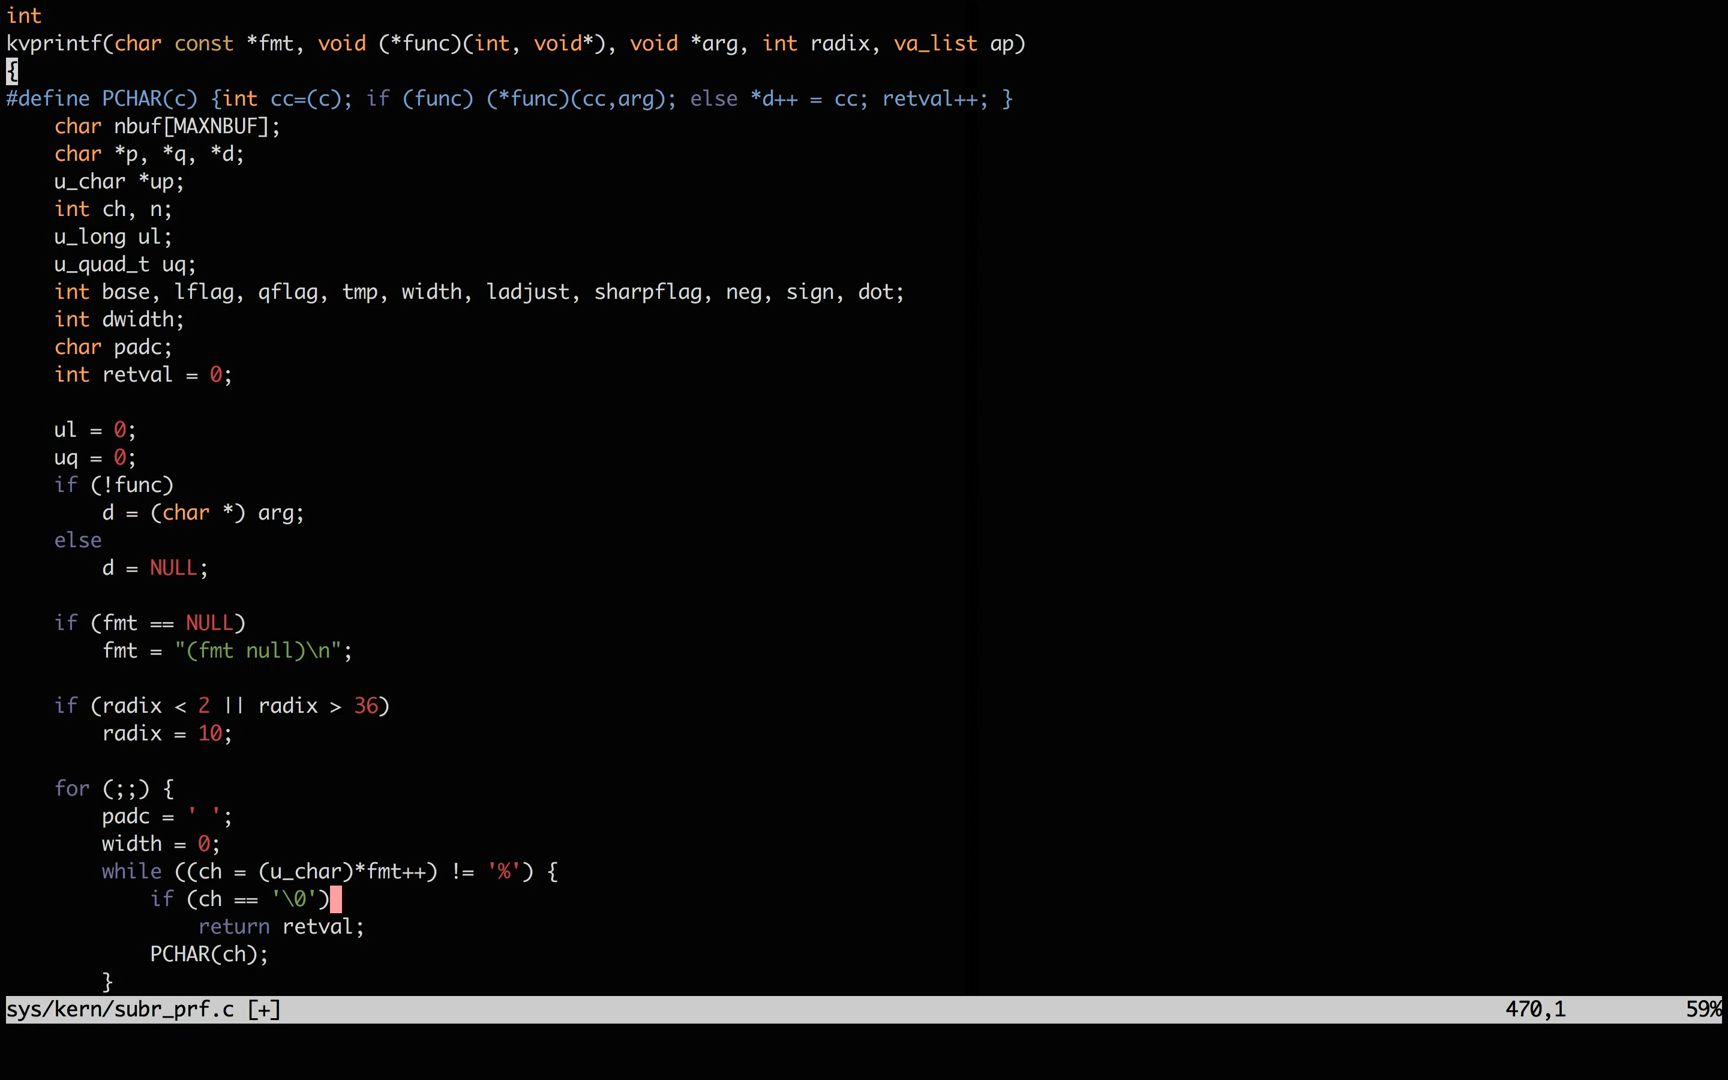 int
kvprintf(char const *fmt, void (*func)(int, void*), void *arg, int radix, va_list ap)
{
#define PCHAR(c) {int cc=(c); if (func) (*func)(cc,arg); else *d++ = cc; retval++; }
    char nbuf[MAXNBUF];
    char *p, *q, *d;
    u_char *up;
    int ch, n;
    u_long ul;
    u_quad_t uq;
    int base, lflag, qflag, tmp, width, ladjust, sharpflag, neg, sign, dot;
    int dwidth;
    char padc;
    int retval = 0;

    ul = 0;
    uq = 0;
    if (!func)
        d = (char *) arg;
    else
        d = NULL;

    if (fmt == NULL)
        fmt = "(fmt null)\n";

    if (radix < 2 || radix > 36)
        radix = 10;

    for (;;) {
        padc = ' ';
        width = 0;
        while ((ch = (u_char)*fmt++) != '%') {
            if (ch == '\0')
                return retval;
            PCHAR(ch);
        }
sys/kern/subr_prf.c [+] 470,1 59%